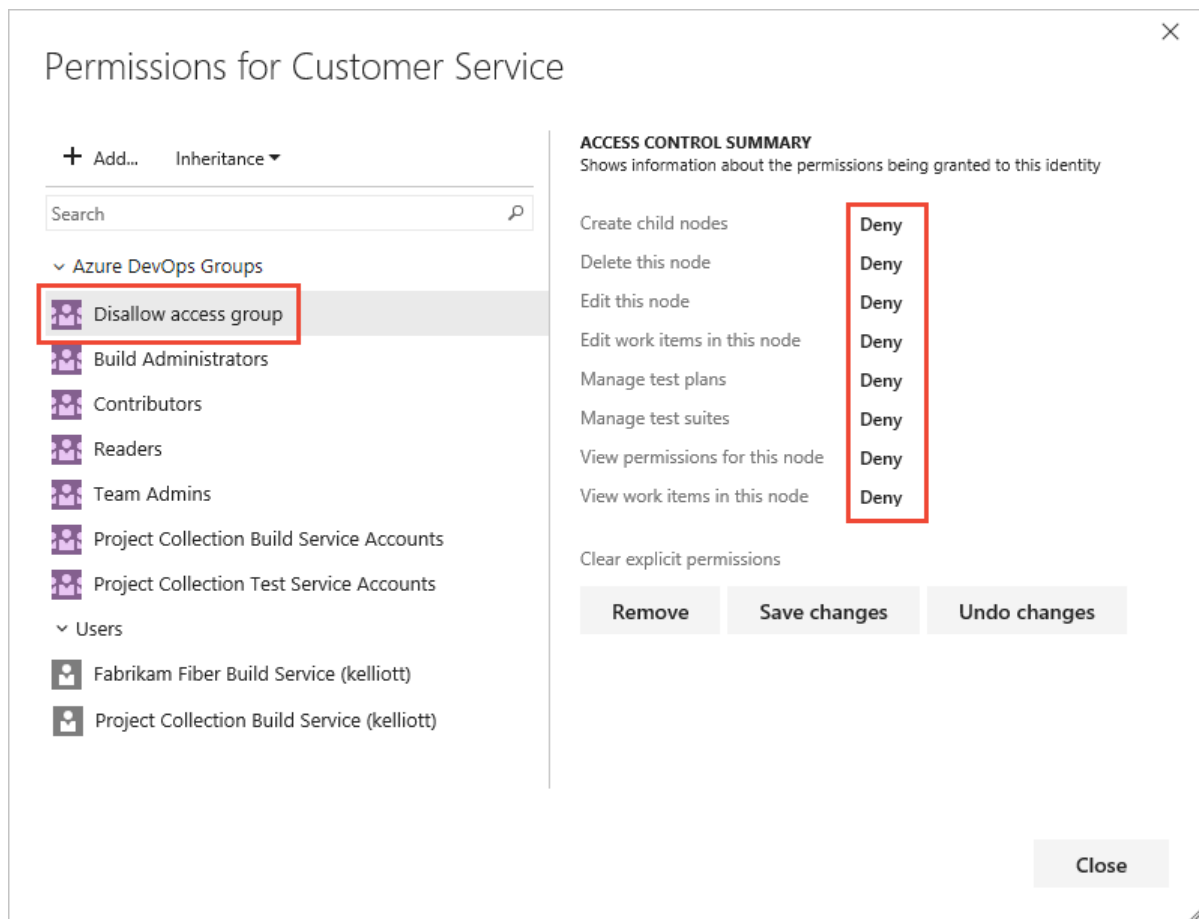 Permissions for Customer Service
Add... Inheritance
Search
Azure DevOps Groups
Disallow access group
Build Administrators
Contributors
Readers
Team Admins
Project Collection Build Service Accounts
Project Collection Test Service Accounts
Users
Fabrikam Fiber Build Service (kelliott)
Project Collection Build Service (kelliott)
ACCESS CONTROL SUMMARY
Shows information about the permissions being granted to this identity
Create child nodes Deny
Delete this node Deny
Edit this node Deny
Edit work items in this node Deny
Manage test plans Deny
Manage test suites Deny
View permissions for this node Deny
View work items in this node Deny
Clear explicit permissions
Remove Save changes Undo changes
Close